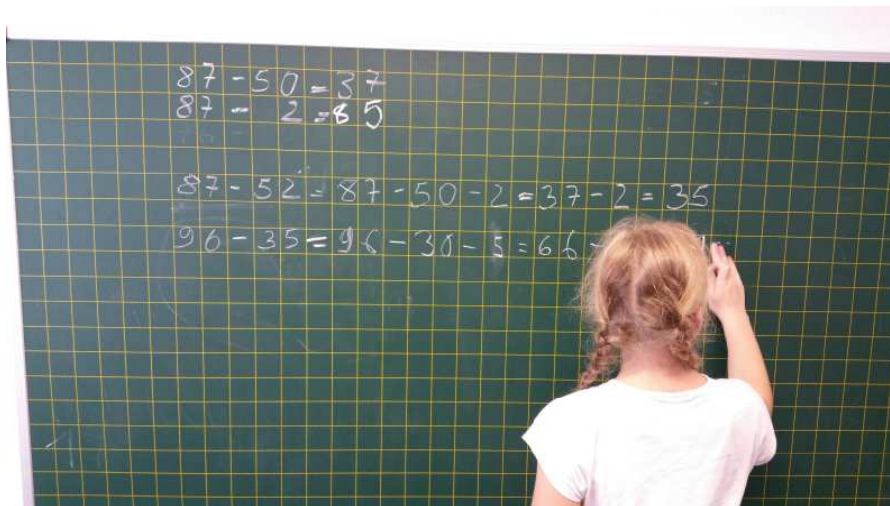 87 - 50 = 37
87 - 2 = 85
87 - 52 = 87 - 50 - 2 = 37 - 2 = 35
96 - 35 = 96 - 30 - 5 = 66 -